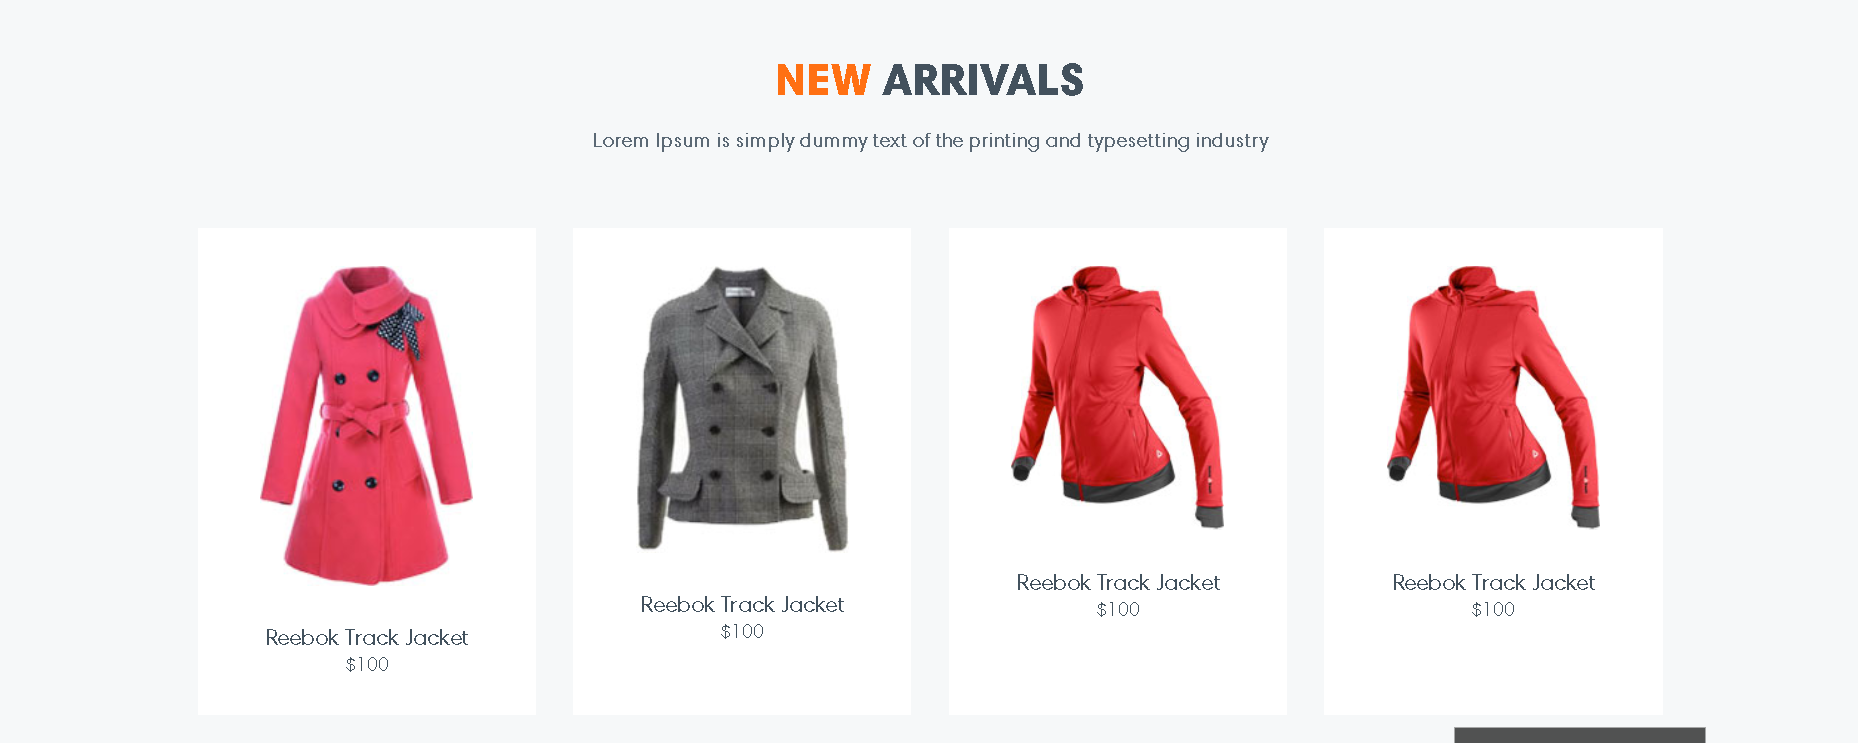 NEW ARRIVALS
Lorem Ipsum is simply dummy text of the printing and typesetting industry
Reebok Track Jacket
$100
Reebok Track Jacket
$100
Reebok Track Jacket
$100
Reebok Track Jacket
$100